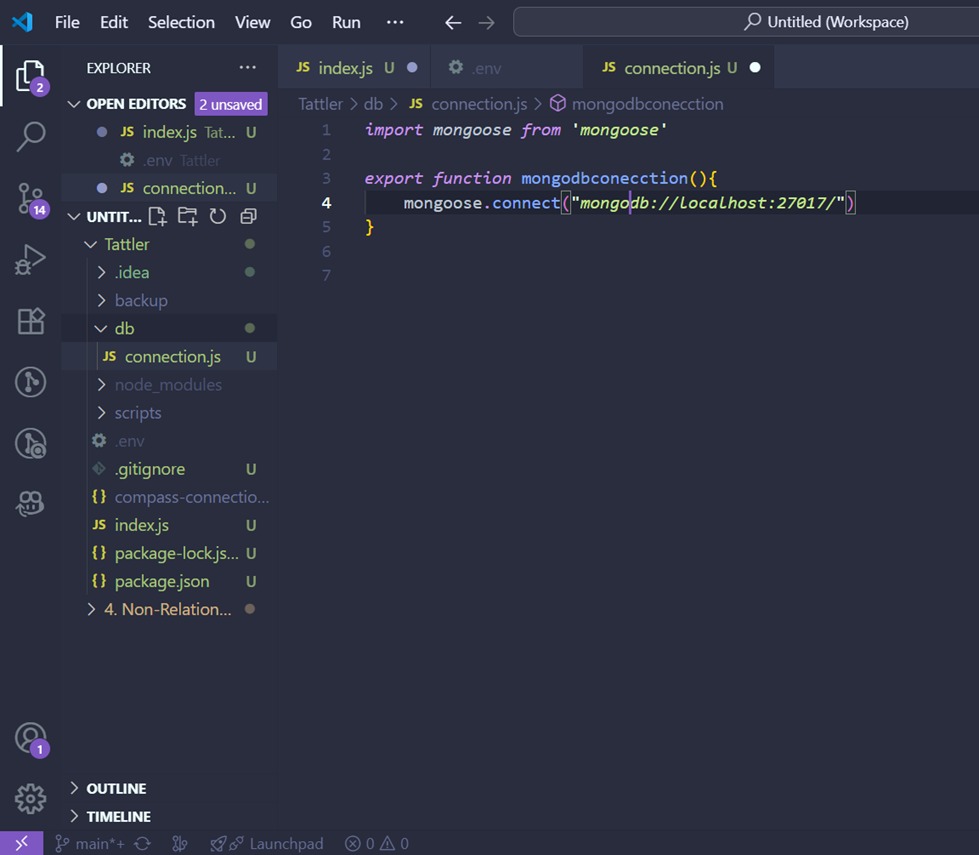 File Edit Selection View Go Run ··· Untitled (Workspace)
EXPLORER ···
OPEN EDITORS 2 unsaved
JS index.js Tat... U
.env Tattler
JS connection... U
UNTIT...
Tattler
.idea
backup
db
JS connection.js U
node_modules
scripts
.env
.gitignore U
{} compass-connectio...
JS index.js U
{} package-lock.js... U
{} package.json U
4. Non-Relation...
OUTLINE
TIMELINE
2
14
1
JS index.js U .env JS connection.js U
Tattler > db > JS connection.js > mongodbconecction
1 import mongoose from 'mongoose'
2
3 export function mongodbconecction(){
4 mongoose.connect("mongodb://localhost:27017/")
5 }
6
7
main*+ Launchpad 0 0